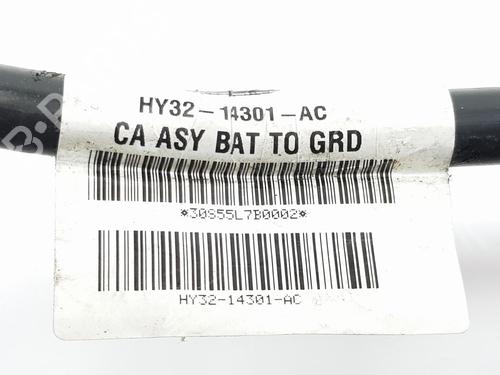 HY32-14301-AC
CA ASY BAT TO GRD
*30S55L7B0002*
HY32-14301-AC